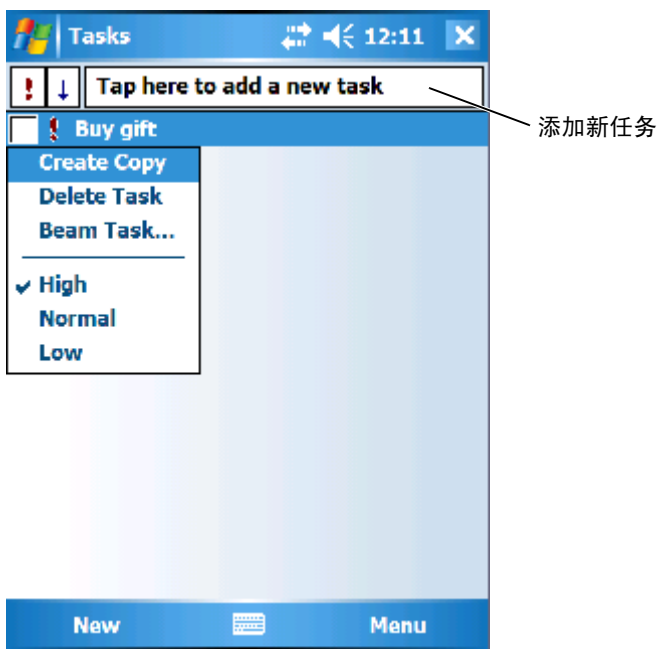 Tasks 12:11
Tap here to add a new task
添加新任务
Buy gift
Create Copy
Delete Task
Beam Task...
High
Normal
Low
New Menu